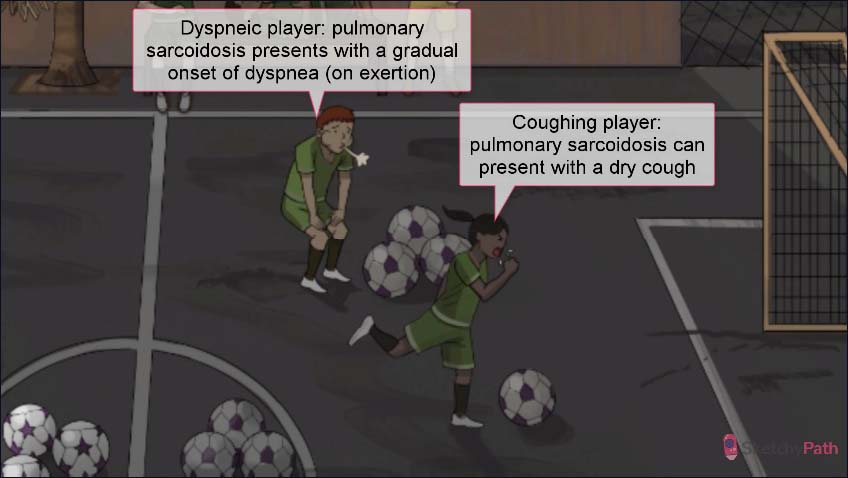 Dyspneic player: pulmonary
sarcoidosis presents with a gradual
onset of dyspnea (on exertion)
Coughing player:
pulmonary sarcoidosis can
present with a dry cough
SketchyPath